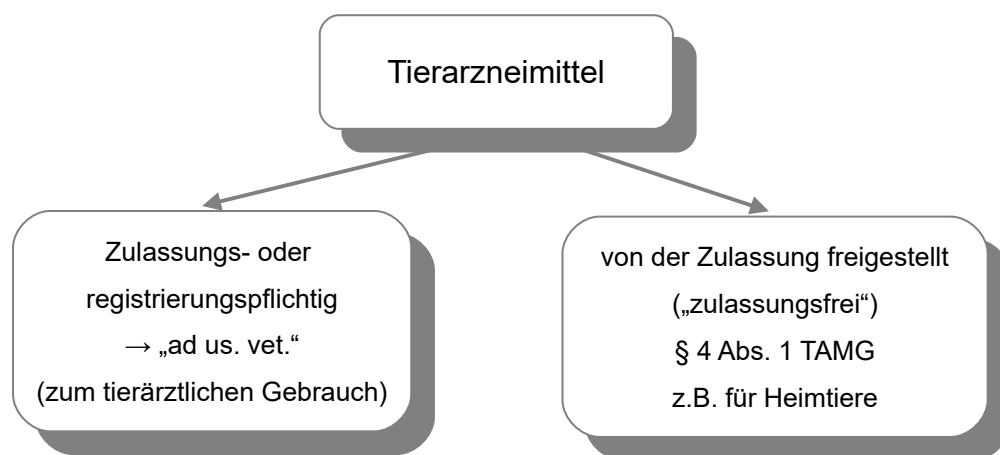 Tierarzneimittel
Zulassungs- oder
registrierungspflichtig
→ „ad us. vet.“
(zum tierärztlichen Gebrauch)
von der Zulassung freigestellt
(„zulassungsfrei“)
§ 4 Abs. 1 TAMG
z.B. für Heimtiere